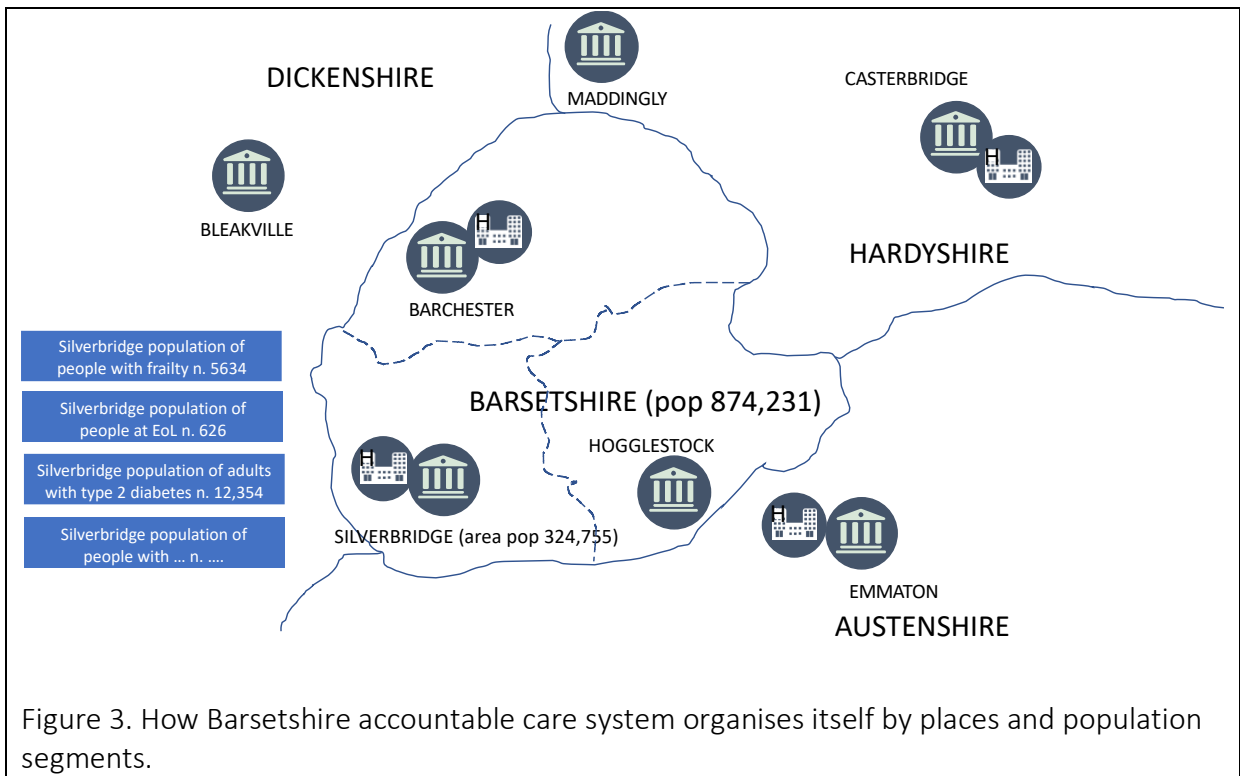 DICKENSHIRE
MADDINGLY
CASTERBRIDGE
BLEAKVILLE
H
H
BARCHESTER
HARDYSHIRE
Silverbridge population of
people with frailty n. 5634
Silverbridge population of
people at EoL n. 626
Silverbridge population of adults
with type 2 diabetes n. 12,354
Silverbridge population of
people with ... n. ....
BARSETSHIRE (pop 874,231)
HOGGLESTOCK
H
SILVERBRIDGE (area pop 324,755)
H
EMMATON
AUSTENSHIRE
Figure 3. How Barsetshire accountable care system organises itself by places and population
segments.